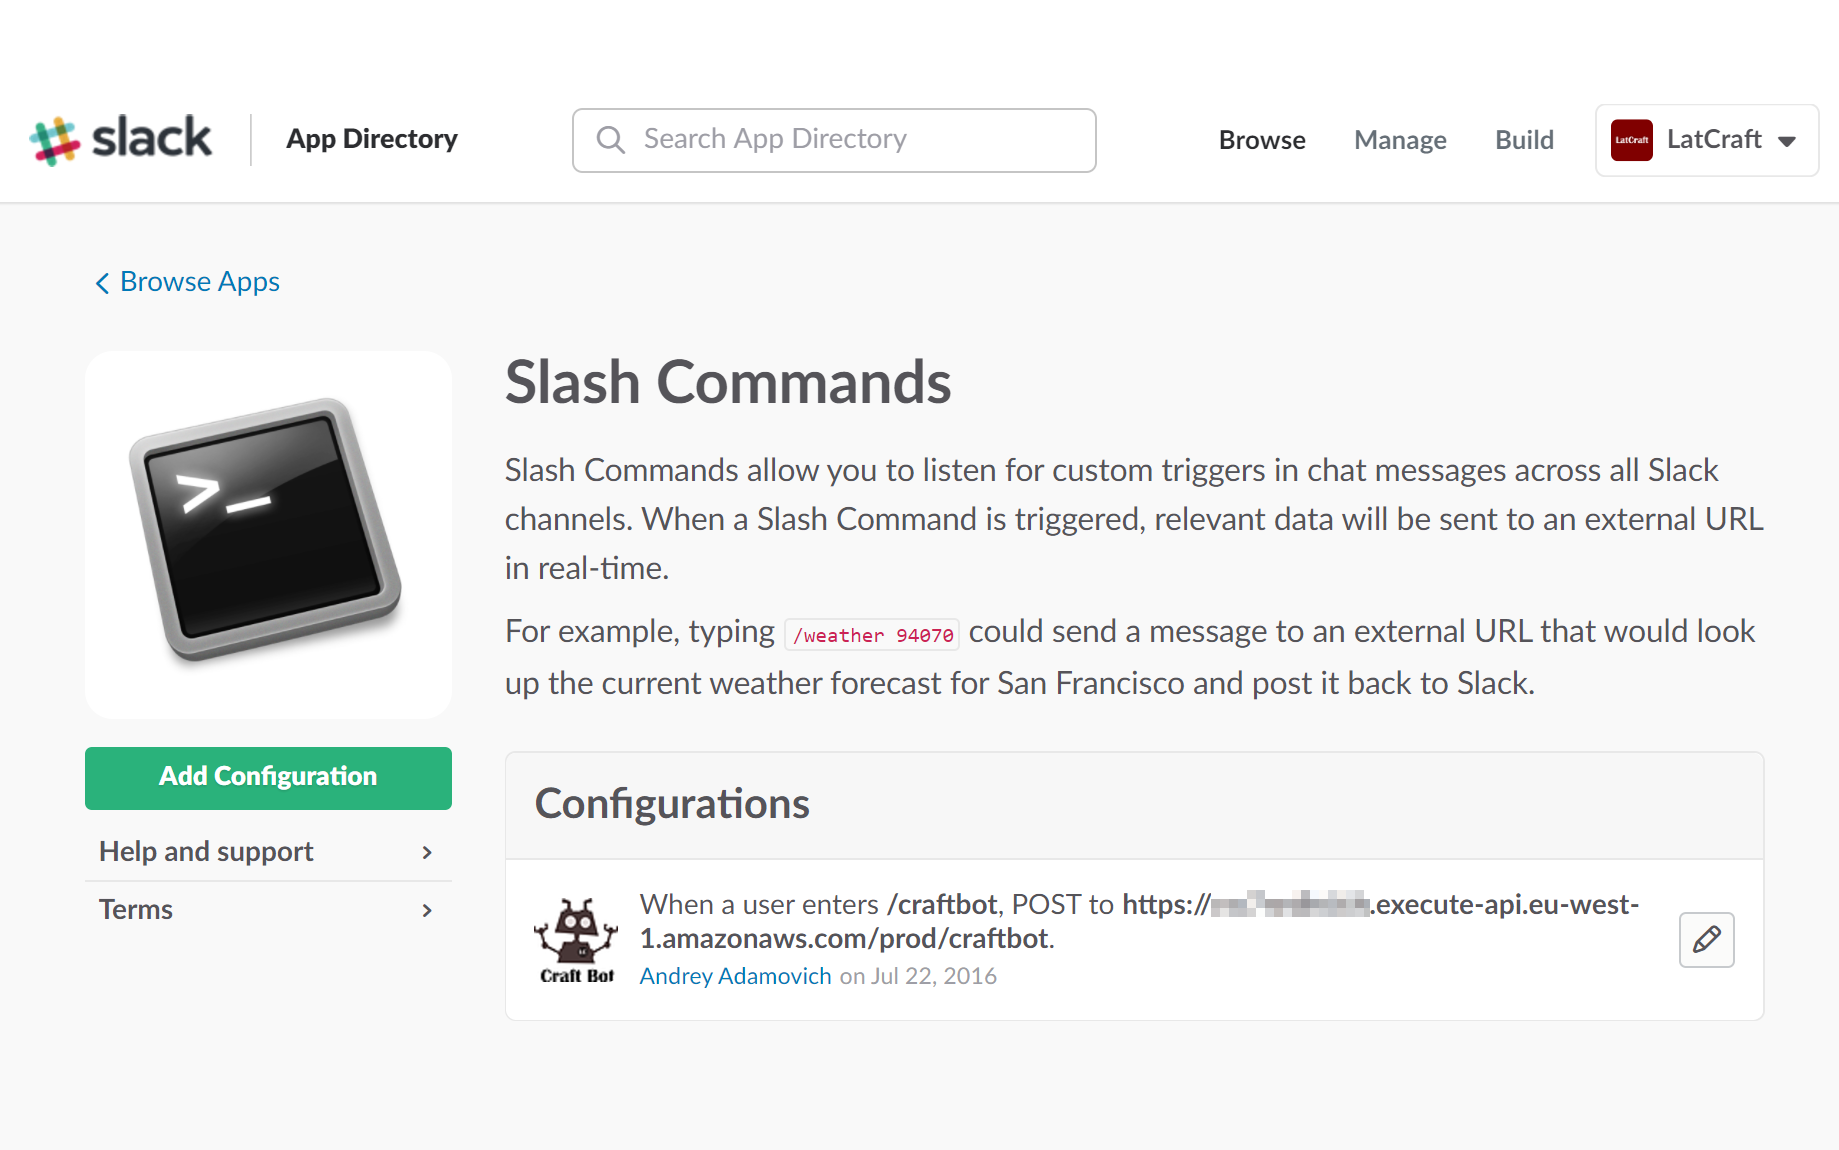 slack
App Directory
Search App Directory
Browse
Manage
Build
LatCraft
LatCraft
Browse Apps
>_
Slash Commands
Slash Commands allow you to listen for custom triggers in chat messages across all Slack
channels. When a Slash Command is triggered, relevant data will be sent to an external URL
in real-time.
For example, typing /weather 94070 could send a message to an external URL that would look
up the current weather forecast for San Francisco and post it back to Slack.
Add Configuration
Help and support
Terms
Configurations
When a user enters /craftbot, POST to https://.execute-api.eu-west-
1.amazonaws.com/prod/craftbot.
Craft Bot
Andrey Adamovich on Jul 22, 2016